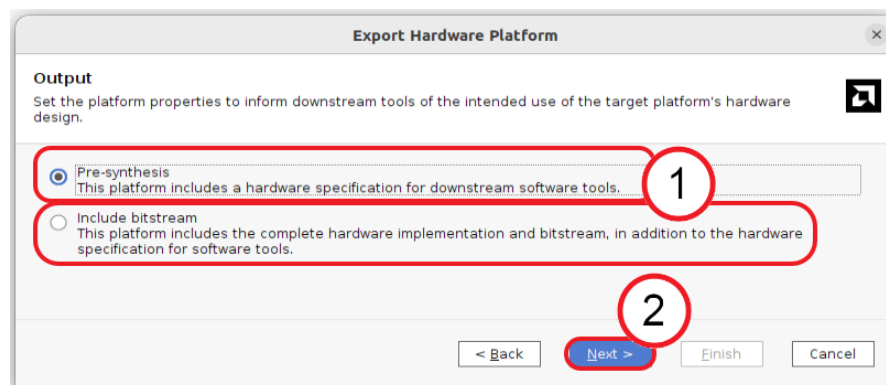 Export Hardware Platform
×
Output
Set the platform properties to inform downstream tools of the intended use of the target platform's hardware
design.
Pre-synthesis
This platform includes a hardware specification for downstream software tools.
1
Include bitstream
This platform includes the complete hardware implementation and bitstream, in addition to the hardware
specification for software tools.
2
< Back
Next >
Finish
Cancel